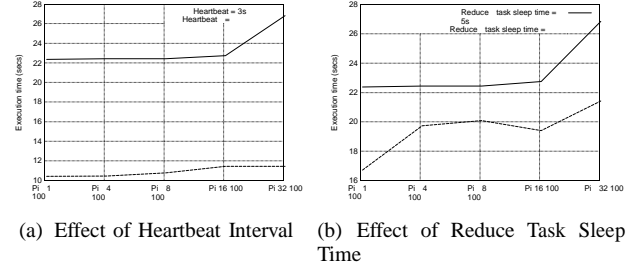 28
26
24
22
20
18
16
14
12
10
Execution time (secs)
Heartbeat = 3s
Heartbeat =
Pi 1 100
Pi 4 100
Pi 8 100
Pi 16 100
Pi 32 100
(a) Effect of Heartbeat Interval
28
26
24
22
20
18
16
Execution time (secs)
Reduce task sleep time =
5s
Reduce task sleep time =
Pi 1 100
Pi 4 100
Pi 8 100
Pi 16 100
Pi 32 100
(b) Effect of Reduce Task Sleep
Time